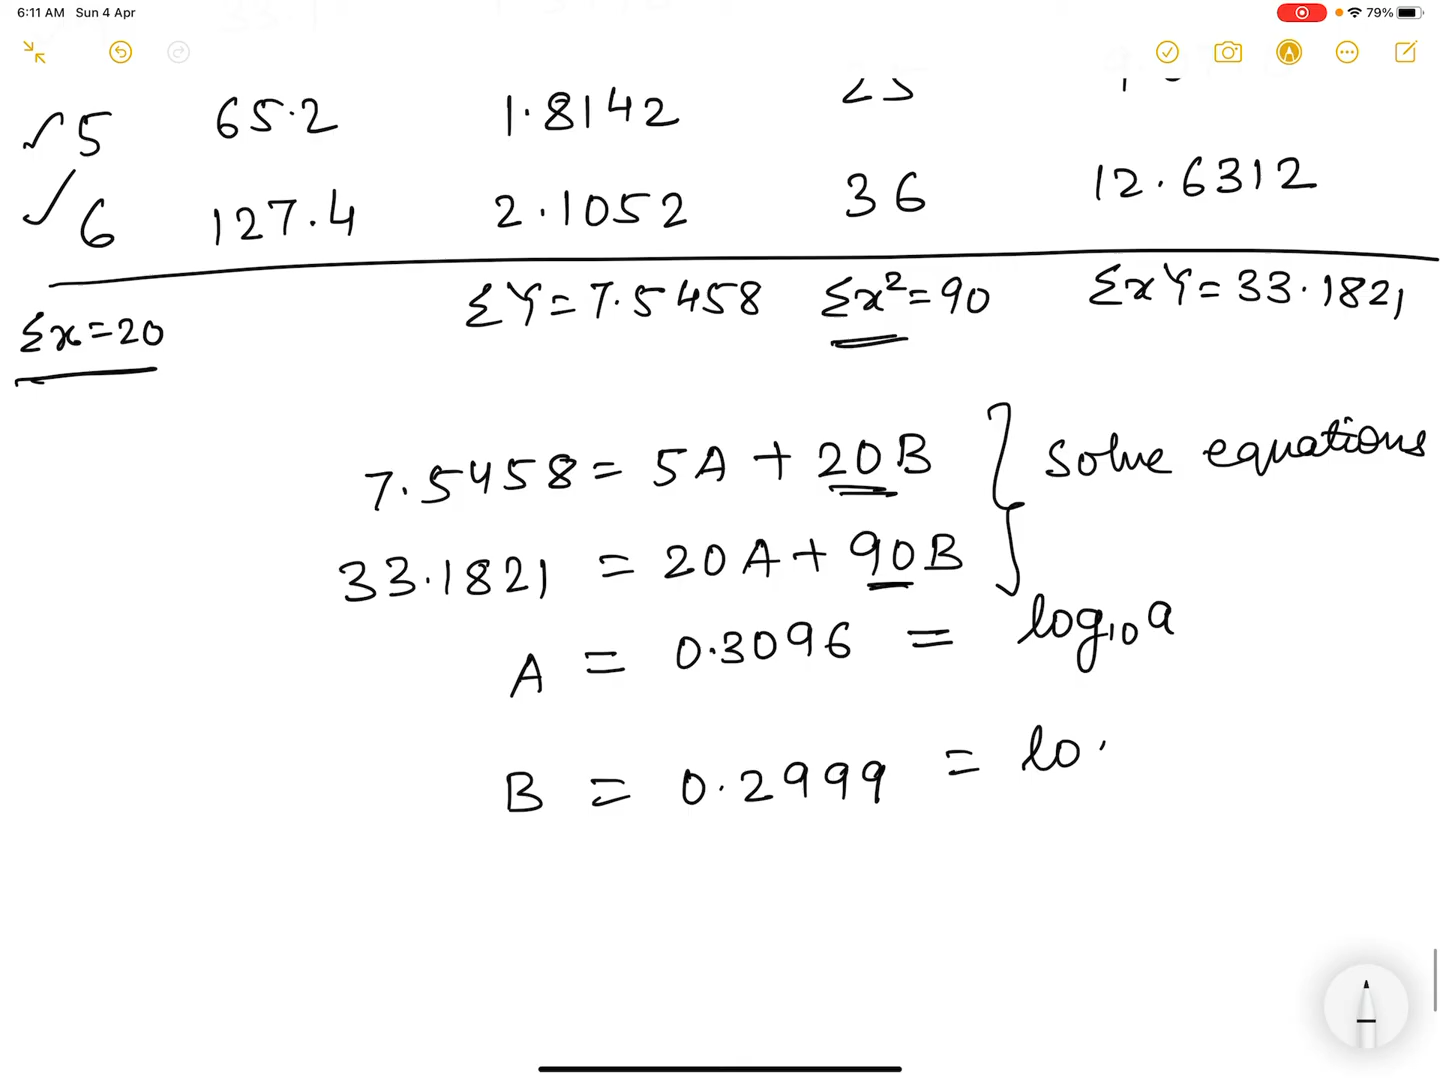 6:11 AM Sun 4 Apr 79%
5 65.2 1.8142 25
6 127.4 2.1052 36 12.6312
Σx=20 ΣY=7.5458 Σx²=90 ΣxY=33.1821
7.5458 = 5A + 20B } solve equations
33.1821 = 20A + 90B
A = 0.3096 = log₁₀a
B = 0.2999 = lo